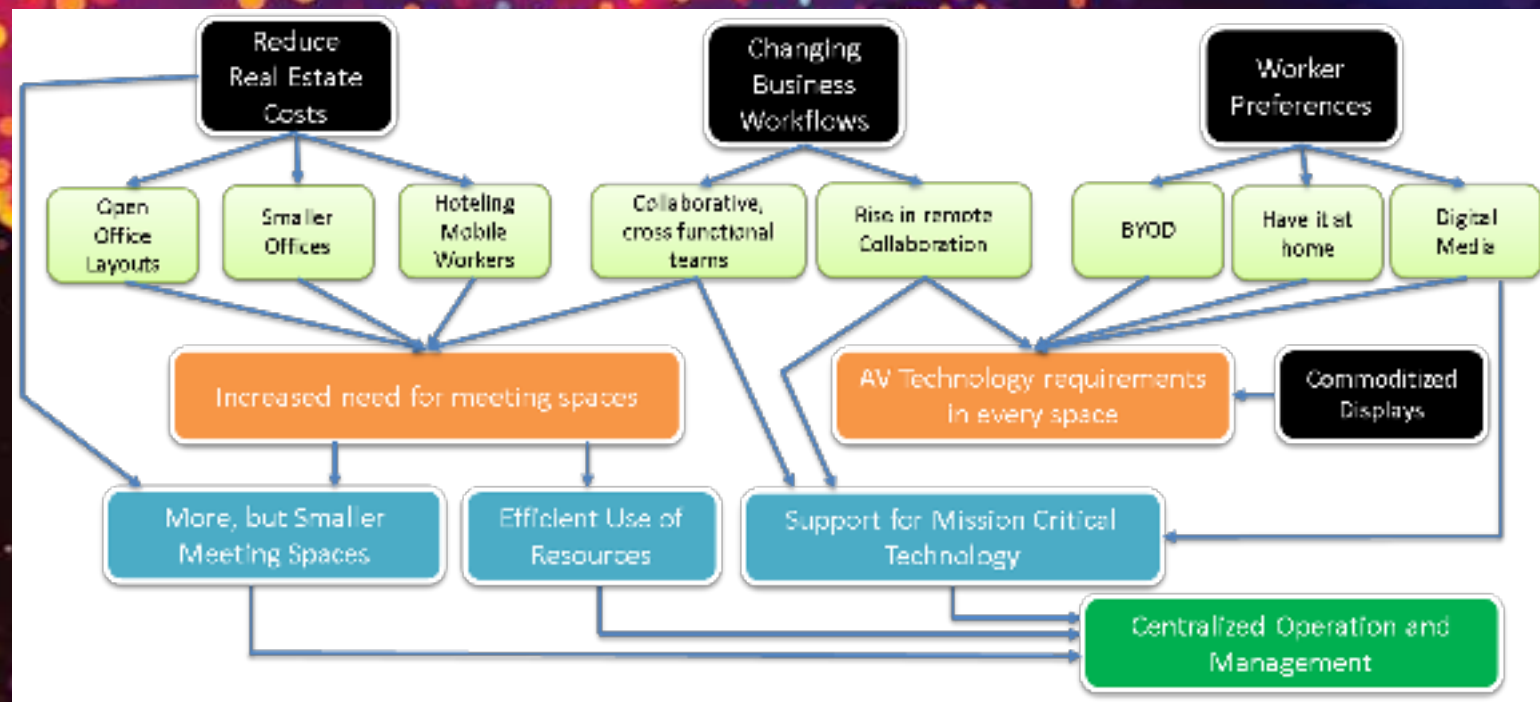 Reduce
Real Estate
Costs
Changing
Business
Workflows
Worker
Preferences
Open
Office
Layouts
Smaller
Offices
Hoteling
Mobile
Workers
Collaborative,
cross functional
teams
Rise in remote
Collaboration
BYOD
Have it at
home
Digital
Media
Increased need for meeting spaces
AV Technology requirements
in every space
Commoditized
Displays
More, but Smaller
Meeting Spaces
Efficient Use of
Resources
Support for Mission Critical
Technology
Centralized Operation and
Management